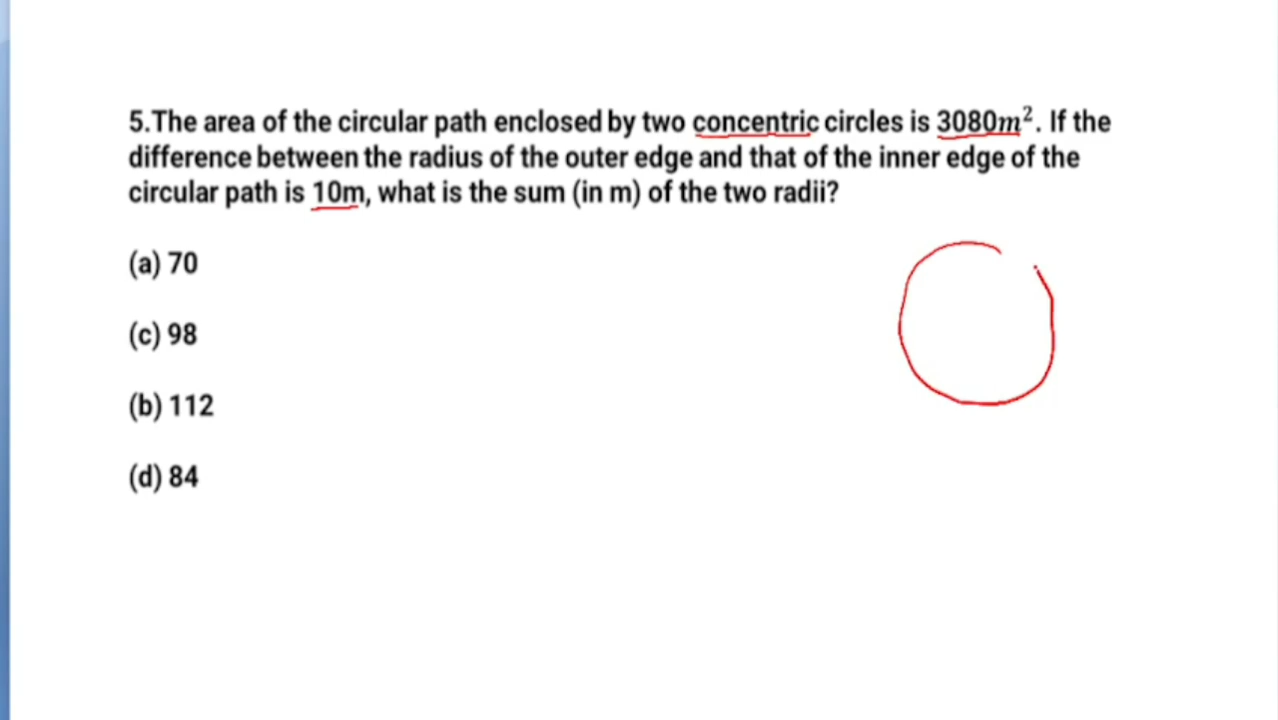 5.The area of the circular path enclosed by two concentric circles is 3080m². If the
difference between the radius of the outer edge and that of the inner edge of the
circular path is 10m, what is the sum (in m) of the two radii?
(a) 70
(c) 98
(b) 112
(d) 84